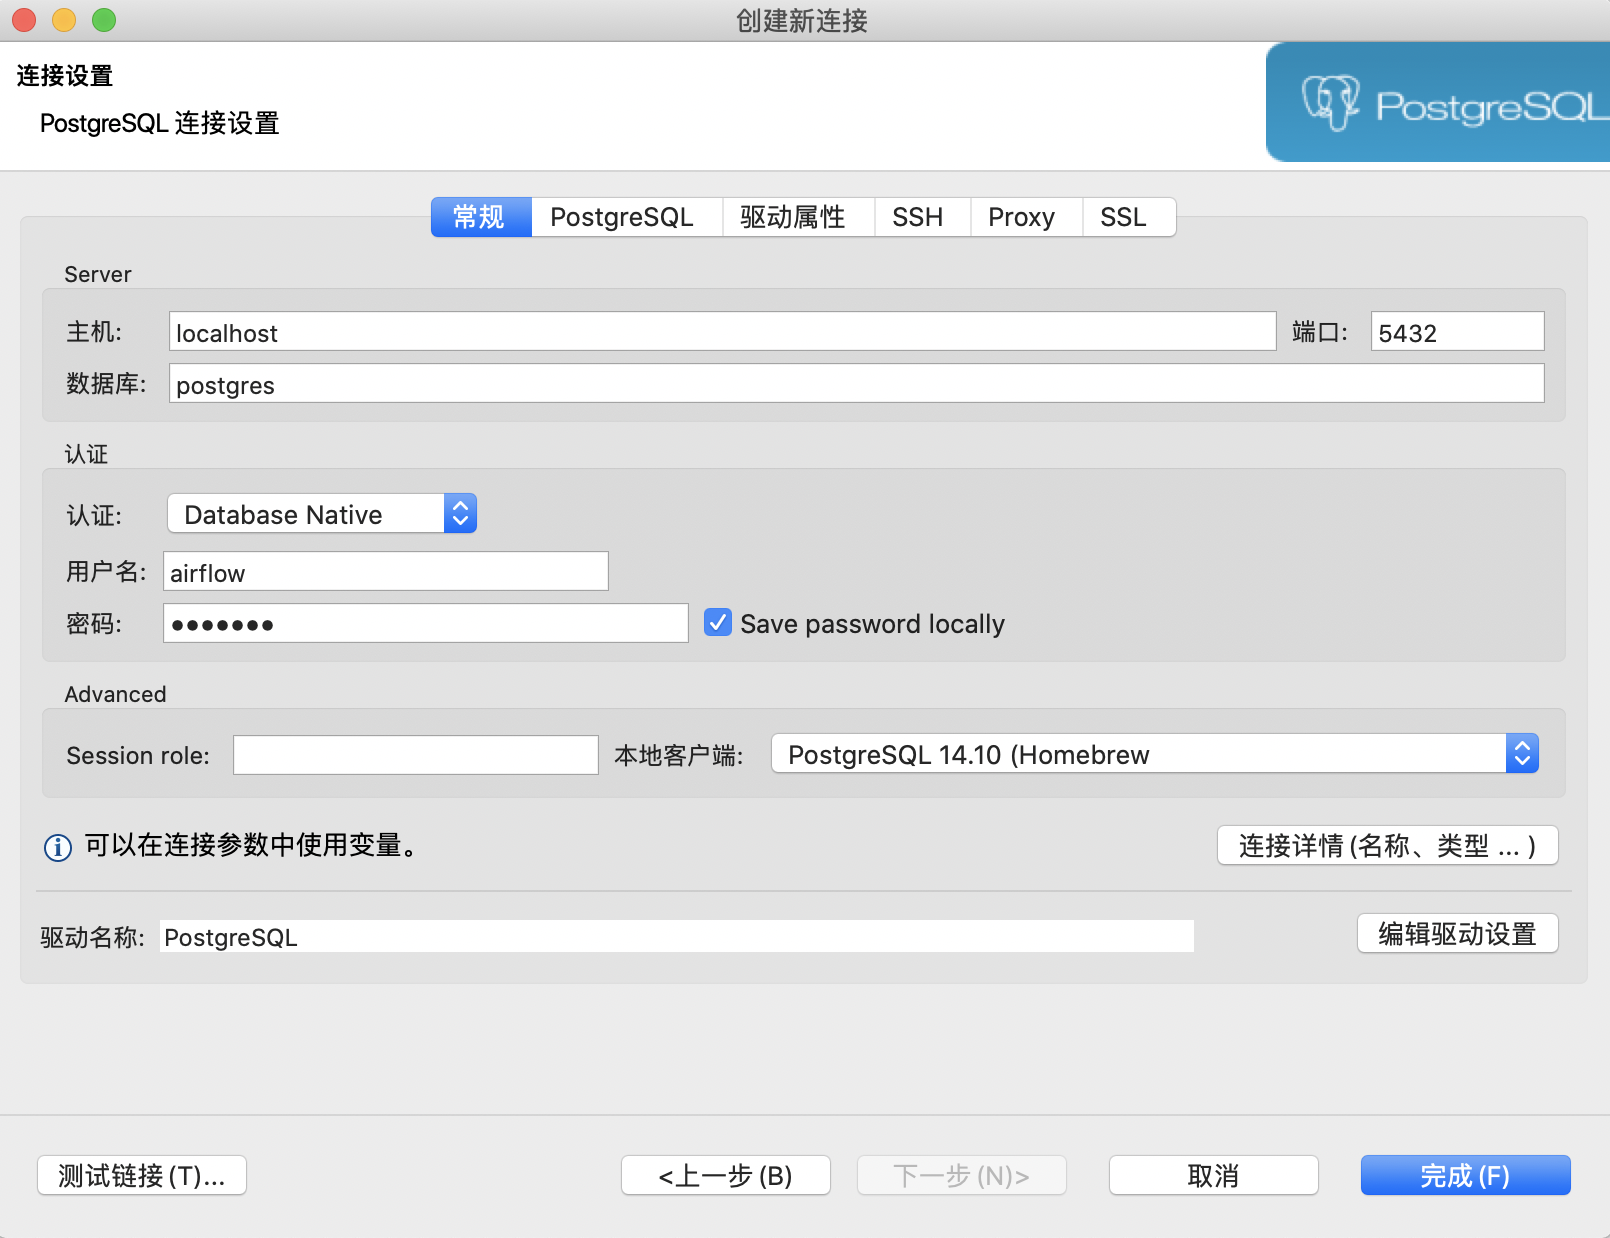 创建新连接
连接设置
PostgreSQL 连接设置
PostgreSQL
常规 PostgreSQL 驱动属性 SSH Proxy SSL
Server
主机: localhost 端口: 5432
数据库: postgres
认证
认证: Database Native
用户名: airflow
密码: ●●●●●●● Save password locally
Advanced
Session role: 本地客户端: PostgreSQL 14.10 (Homebrew
可以在连接参数中使用变量。 连接详情(名称、类型 ... )
驱动名称: PostgreSQL 编辑驱动设置
测试链接(T)... <上一步(B) 下一步(N)> 取消 完成(F)